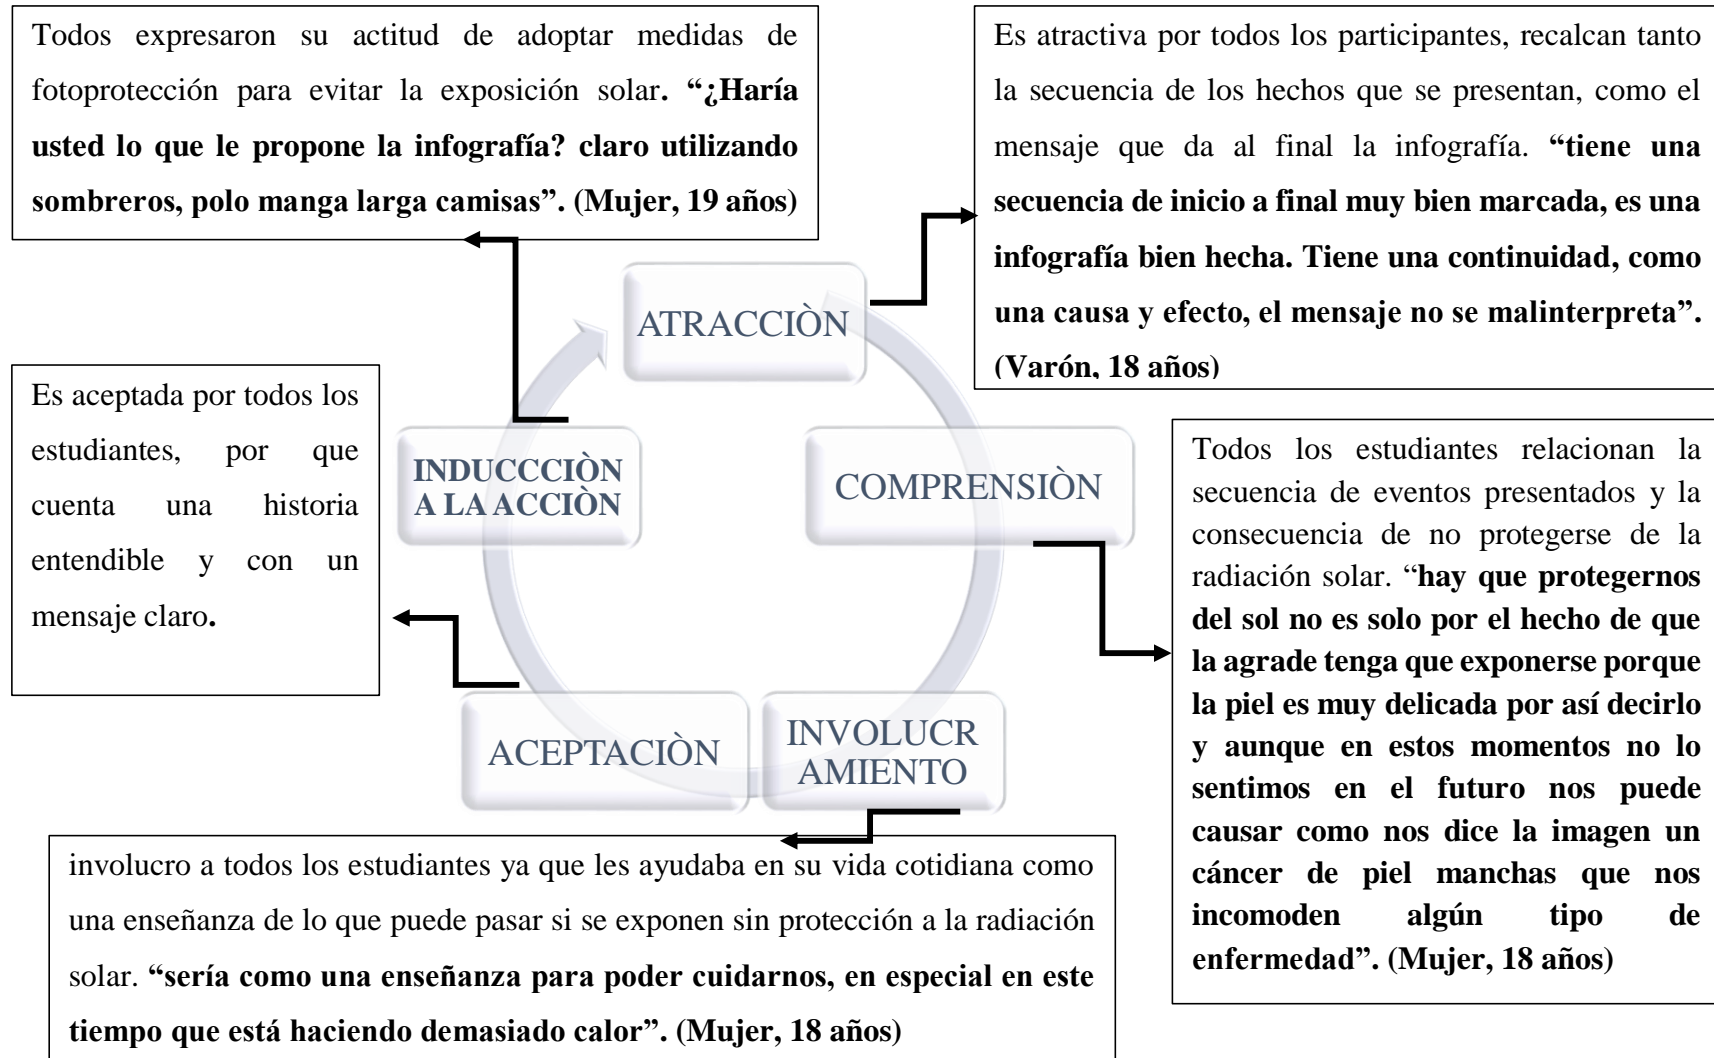 Todos expresaron su actitud de adoptar medidas de
fotoprotección para evitar la exposición solar. “¿Haría
usted lo que le propone la infografía? claro utilizando
sombreros, polo manga larga camisas”. (Mujer, 19 años)
Es atractiva por todos los participantes, recalcan tanto
la secuencia de los hechos que se presentan, como el
mensaje que da al final la infografía. “tiene una
secuencia de inicio a final muy bien marcada, es una
infografía bien hecha. Tiene una continuidad, como
una causa y efecto, el mensaje no se malinterpreta”.
(Varón, 18 años)
ATRACCIÒN
Es aceptada por todos los
estudiantes, por que
cuenta una historia
entendible y con un
mensaje claro.
INDUCCCIÒN
A LA ACCIÒN
COMPRENSIÒN
Todos los estudiantes relacionan la
secuencia de eventos presentados y la
consecuencia de no protegerse de la
radiación solar. “hay que protegernos
del sol no es solo por el hecho de que
la agrade tenga que exponerse porque
la piel es muy delicada por así decirlo
y aunque en estos momentos no lo
sentimos en el futuro nos puede
causar como nos dice la imagen un
cáncer de piel manchas que nos
incomoden algún tipo de
enfermedad”. (Mujer, 18 años)
ACEPTACIÒN
INVOLUCR
AMIENTO
involucro a todos los estudiantes ya que les ayudaba en su vida cotidiana como
una enseñanza de lo que puede pasar si se exponen sin protección a la radiación
solar. “sería como una enseñanza para poder cuidarnos, en especial en este
tiempo que está haciendo demasiado calor”. (Mujer, 18 años)